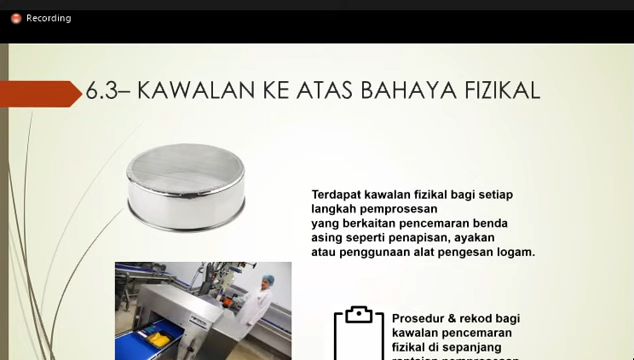 Recording
6.3– KAWALAN KE ATAS BAHAYA FIZIKAL
Terdapat kawalan fizikal bagi setiap
langkah pemprosesan
yang berkaitan pencemaran benda
asing seperti penapisan, ayakan
atau penggunaan alat pengesan logam.
Prosedur & rekod bagi
kawalan pencemaran
fizikal di sepanjang
rantaian pemprosesan